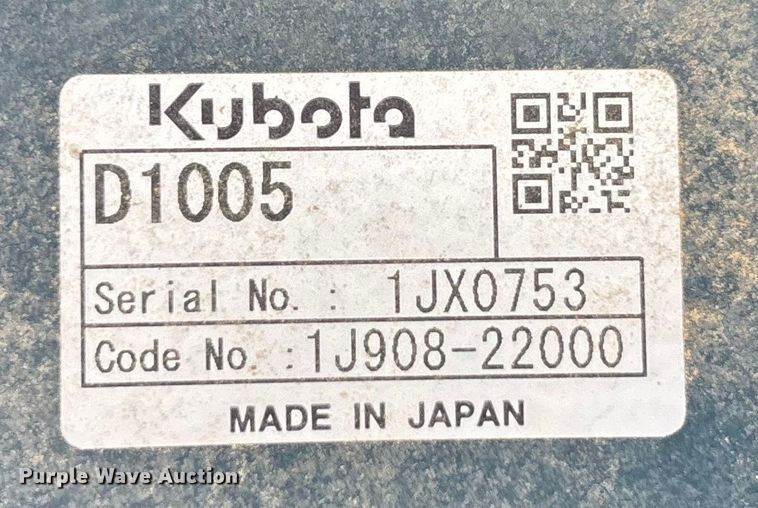 Kubota
D1005
Serial No. : 1JX0753
Code No :1J908-22000
MADE IN JAPAN
Purple Wave Auction